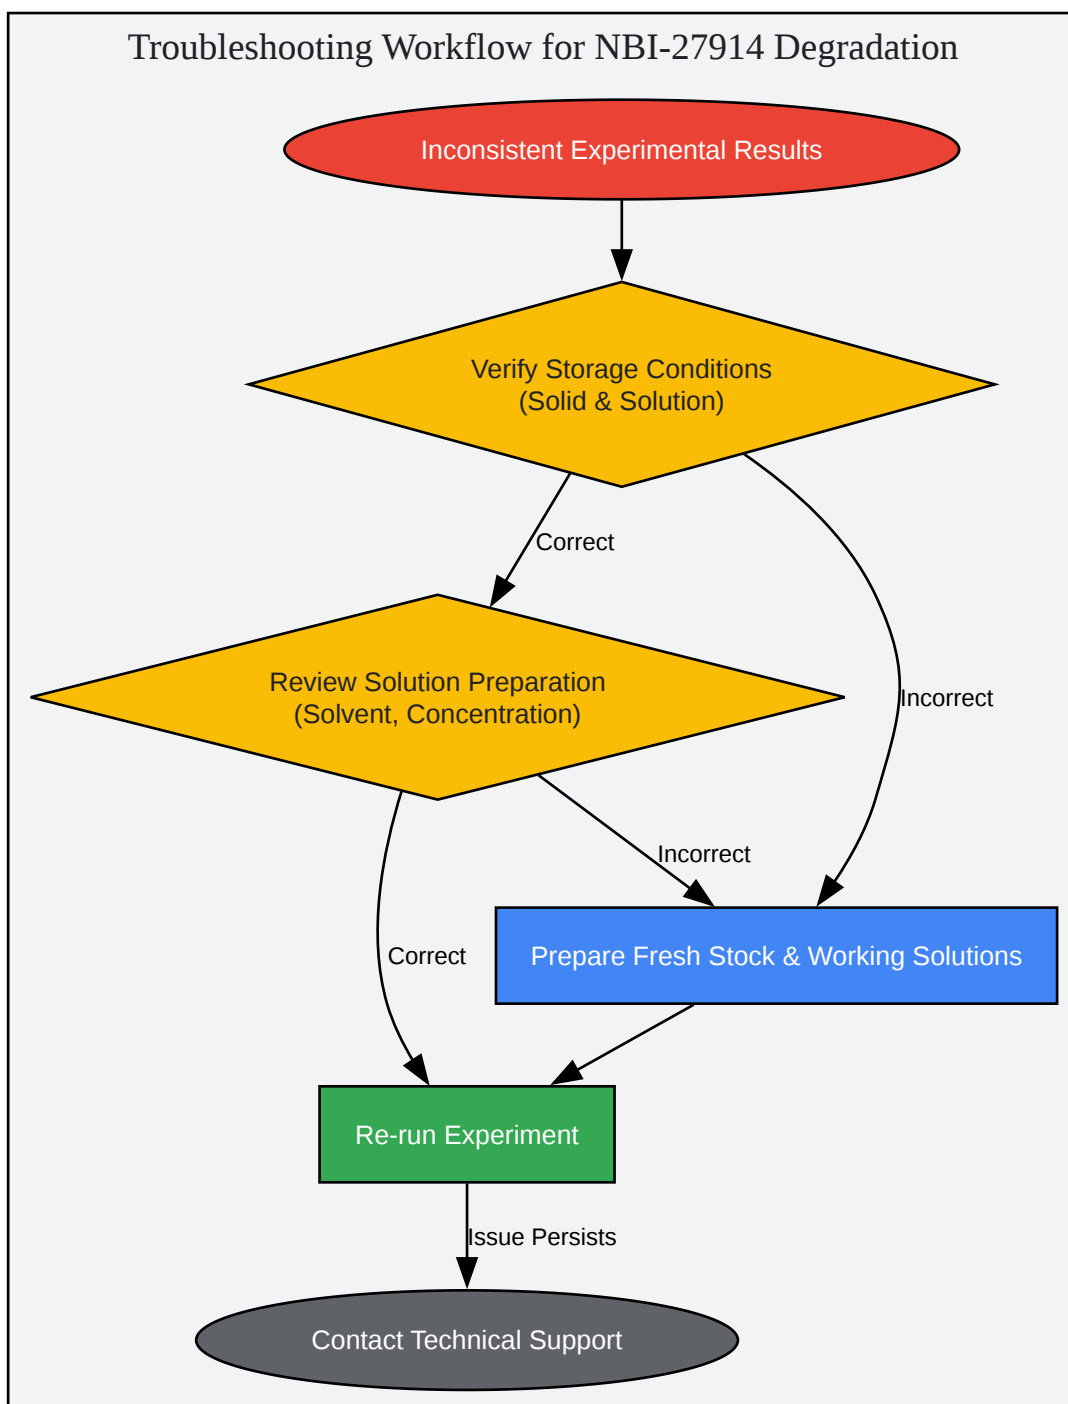 Troubleshooting Workflow for NBI-27914 Degradation
Inconsistent Experimental Results
Verify Storage Conditions
(Solid & Solution)
Correct
Review Solution Preparation
(Solvent, Concentration)
Incorrect
Incorrect
Correct
Prepare Fresh Stock & Working Solutions
Re-run Experiment
Issue Persists
Contact Technical Support